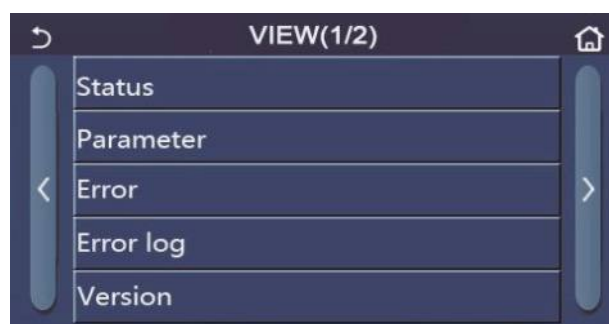 VIEW(1/2)
Status
Parameter
Error
Error log
Version